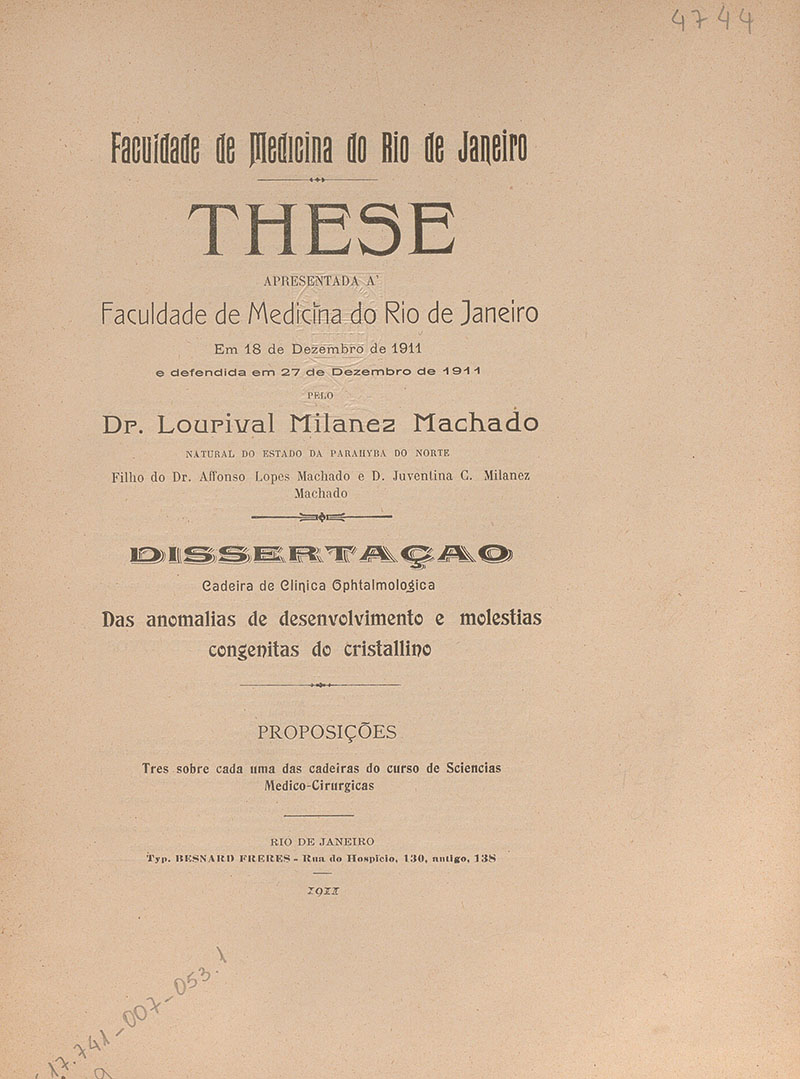 4744
Faculdade de Medicina do Rio de Janeiro
THESE
APRESENTADA A'
Faculdade de Medicina do Rio de Janeiro
Em 18 de Dezembro de 1911
e defendida em 27 de Dezembro de 1911
PELO
Dr. Lourival Milanez Machado
NATURAL DO ESTADO DA PARAHYBA DO NORTE
Filho do Dr. Affonso Lopes Machado e D. Juventina C. Milanez
Machado
DISSERTAÇAO
Cadeira de Clinica Ophtalmologica
Das anomalias de desenvolvimento e molestias
congenitas do cristallino
PROPOSIÇÕES
Tres sobre cada uma das cadeiras do curso de Sciencias
Medico-Cirurgicas
RIO DE JANEIRO
Typ. BESNARD FRERES - Rua do Hospicio, 130, antigo, 138
1911
17.741-007-053.1